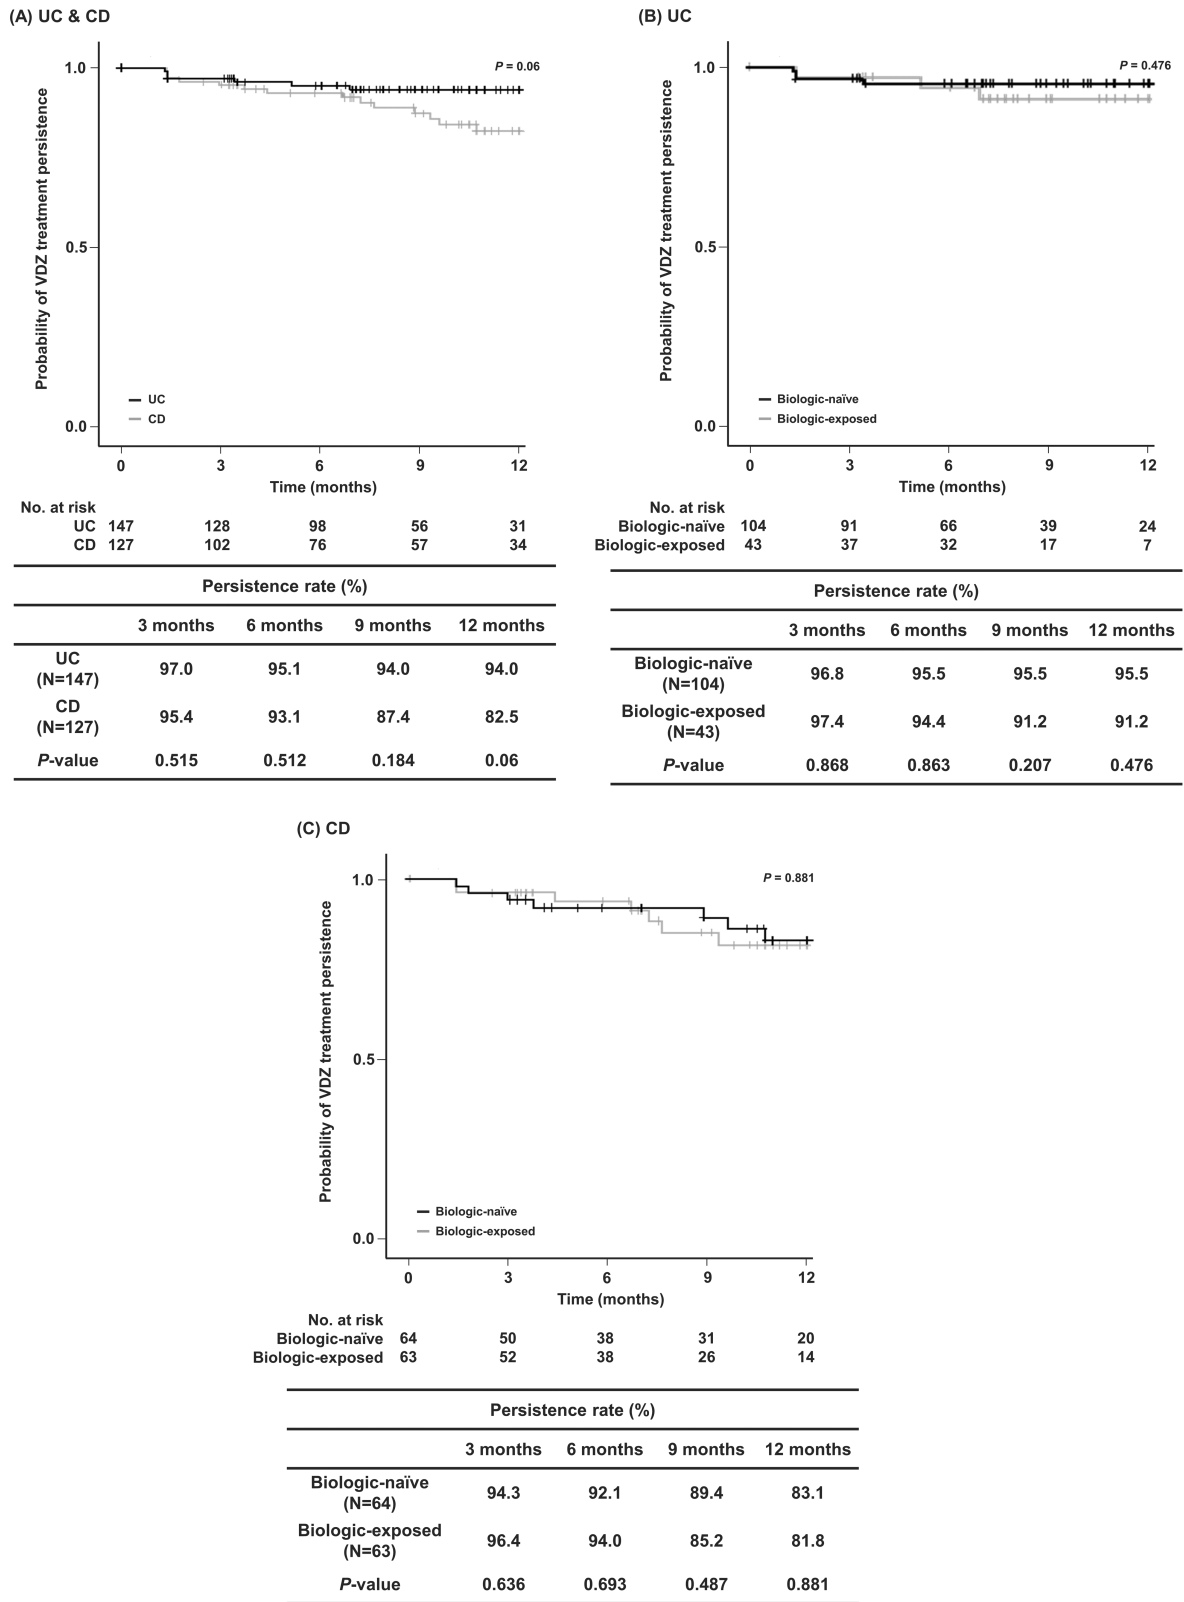 (A) UC & CD
P = 0.06
1.0
0.5
0.0
Probability of VDZ treatment persistence
UC
CD
0 3 6 9 12
Time (months)
No. at risk
UC 147 128 98 56 31
CD 127 102 76 57 34
Persistence rate (%)
3 months 6 months 9 months 12 months
UC
(N=147)
97.0 95.1 94.0 94.0
CD
(N=127)
95.4 93.1 87.4 82.5
P-value 0.515 0.512 0.184 0.06
(B) UC
P = 0.476
1.0
0.5
0.0
Probability of VDZ treatment persistence
Biologic-naïve
Biologic-exposed
0 3 6 9 12
Time (months)
No. at risk
Biologic-naïve 104 91 66 39 24
Biologic-exposed 43 37 32 17 7
Persistence rate (%)
3 months 6 months 9 months 12 months
Biologic-naïve
(N=104)
96.8 95.5 95.5 95.5
Biologic-exposed
(N=43)
97.4 94.4 91.2 91.2
P-value 0.868 0.863 0.207 0.476
(C) CD
P = 0.881
1.0
0.5
0.0
Probability of VDZ treatment persistence
Biologic-naïve
Biologic-exposed
0 3 6 9 12
Time (months)
No. at risk
Biologic-naïve 64 50 38 31 20
Biologic-exposed 63 52 38 26 14
Persistence rate (%)
3 months 6 months 9 months 12 months
Biologic-naïve
(N=64)
94.3 92.1 89.4 83.1
Biologic-exposed
(N=63)
96.4 94.0 85.2 81.8
P-value 0.636 0.693 0.487 0.881